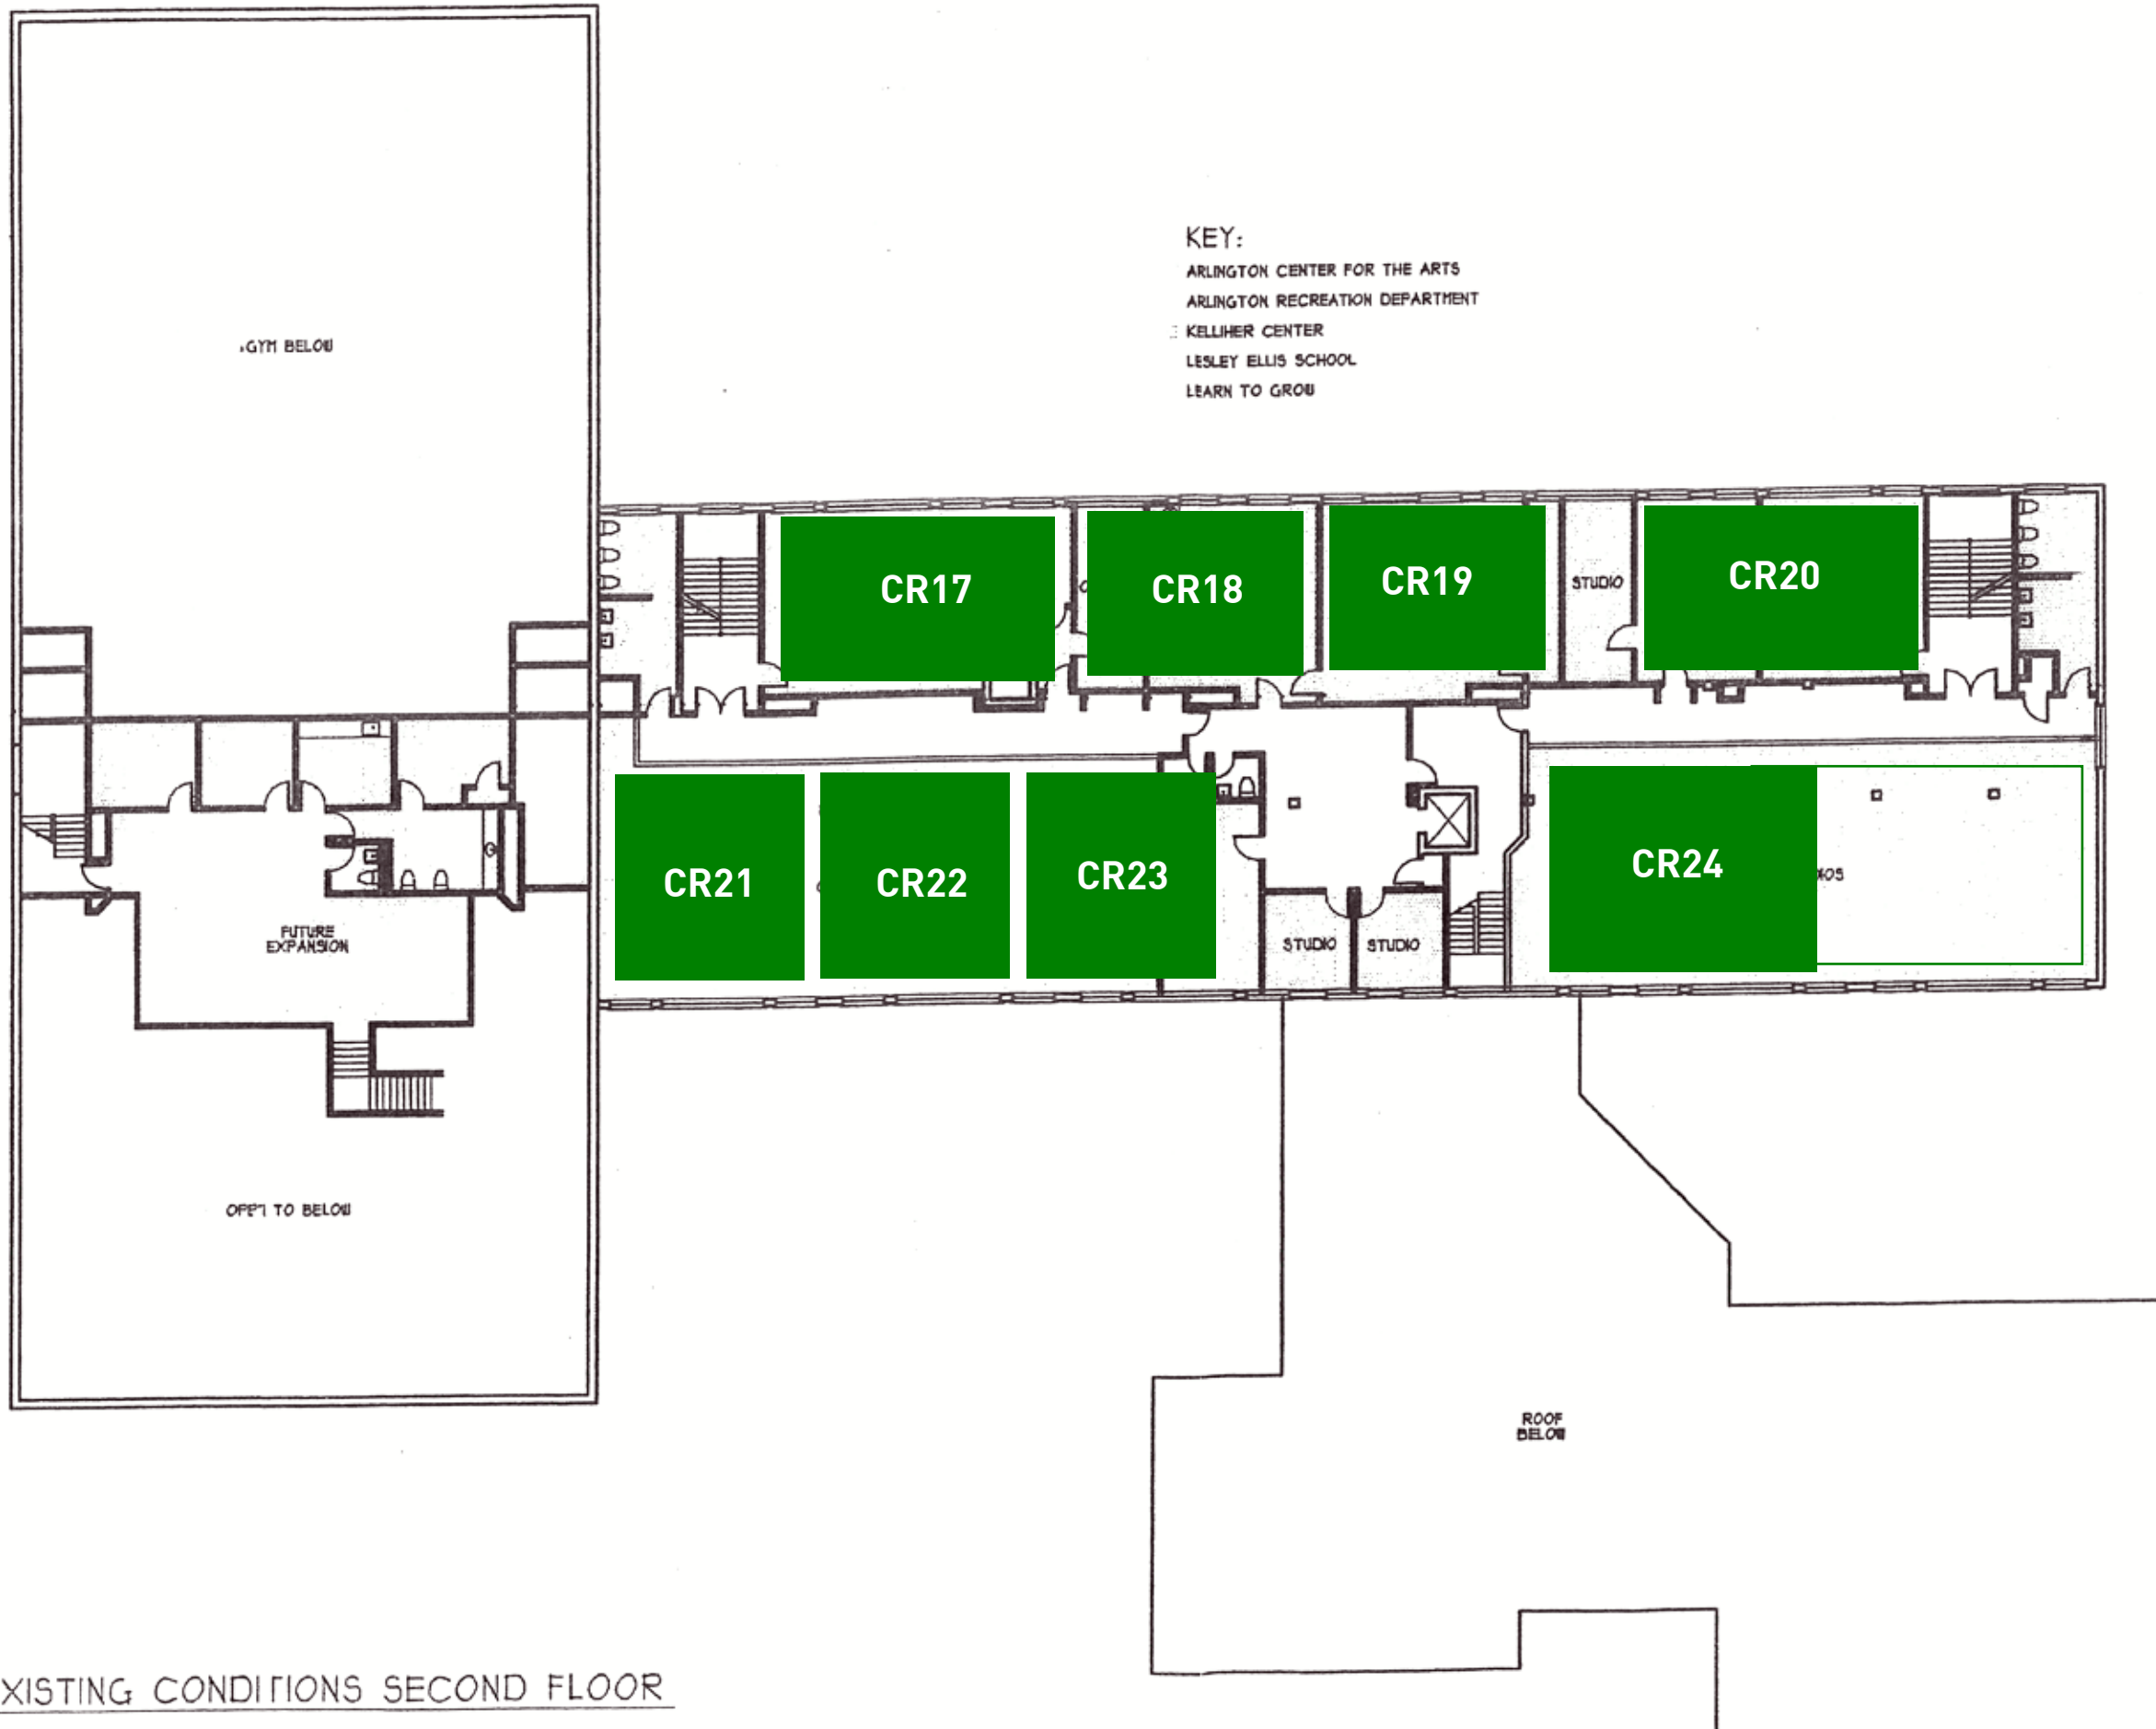 KEY:
ARLINGTON CENTER FOR THE ARTS
ARLINGTON RECREATION DEPARTMENT
KELLIHER CENTER
LESLEY ELLIS SCHOOL
LEARN TO GROW
GYM BELOW
CR17
CR18
CR19
STUDIO
CR20
CR21
CR22
CR23
CR24
STUDIO
STUDIO
FUTURE
EXPANSION
TO BELOW
ROOF
BELOW
XISTING CONDITIONS SECOND FLOOR